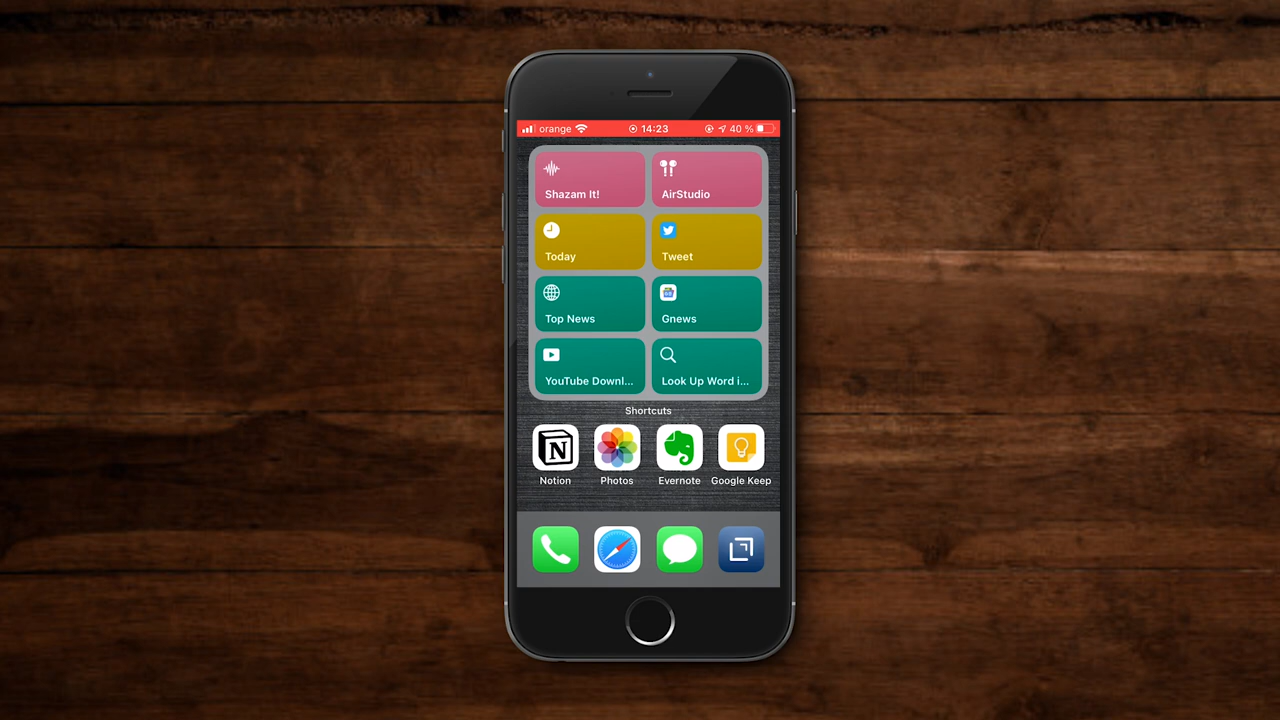 orange 14:23 40 %
Shazam It! AirStudio
Today Tweet
Top News Gnews
YouTube Downl... Look Up Word i...
Shortcuts
N
Notion Photos Evernote Google Keep